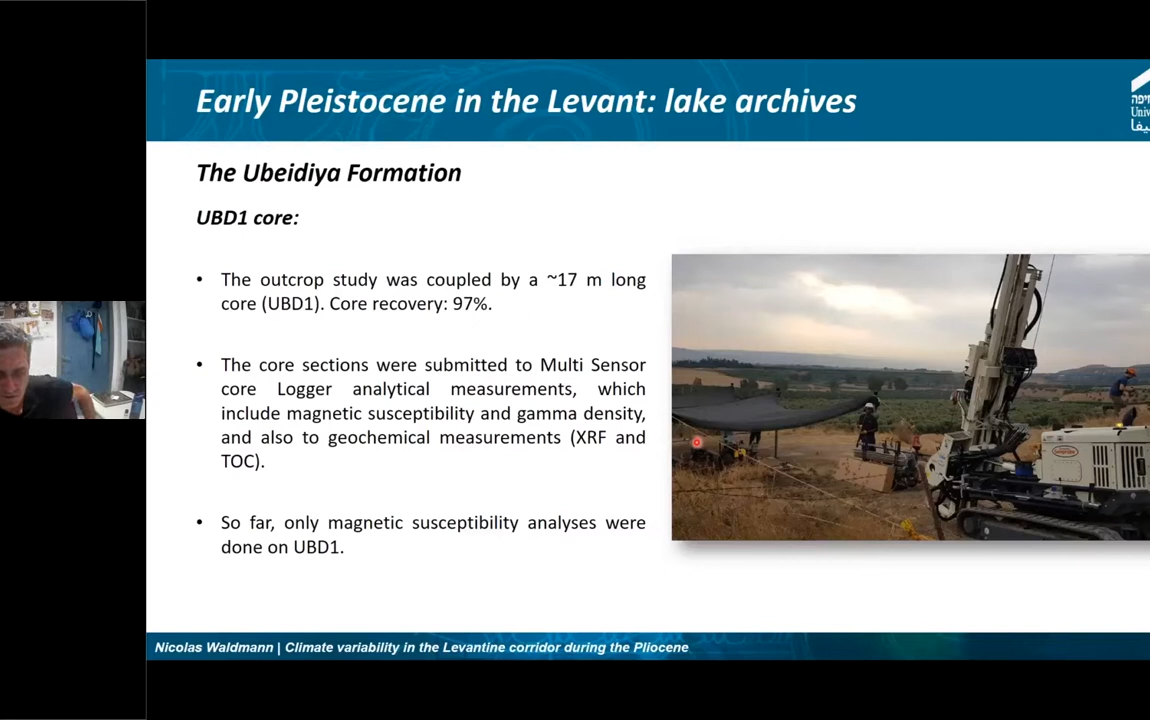 Early Pleistocene in the Levant: lake archives
The Ubeidiya Formation
UBD1 core:
• The outcrop study was coupled by a ~17 m long
core (UBD1). Core recovery: 97%.
• The core sections were submitted to Multi Sensor
core Logger analytical measurements, which
include magnetic susceptibility and gamma density,
and also to geochemical measurements (XRF and
TOC).
• So far, only magnetic susceptibility analyses were
done on UBD1.
Nicolas Waldmann | Climate variability in the Levantine corridor during the Pliocene